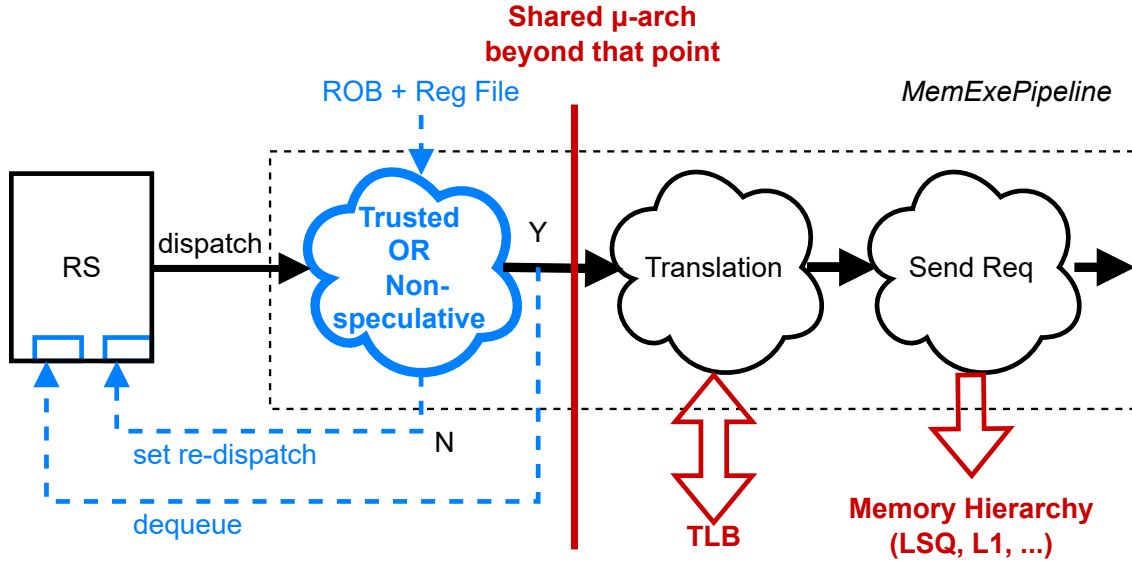 Shared μ-arch
beyond that point
ROB + Reg File
MemExePipeline
RS
dispatch
Trusted
OR
Non-
speculative
Y
Translation
Send Req
N
set re-dispatch
dequeue
TLB
Memory Hierarchy
(LSQ, L1, ...)